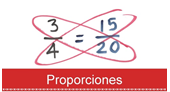 3/4 = 15/20
Proporciones